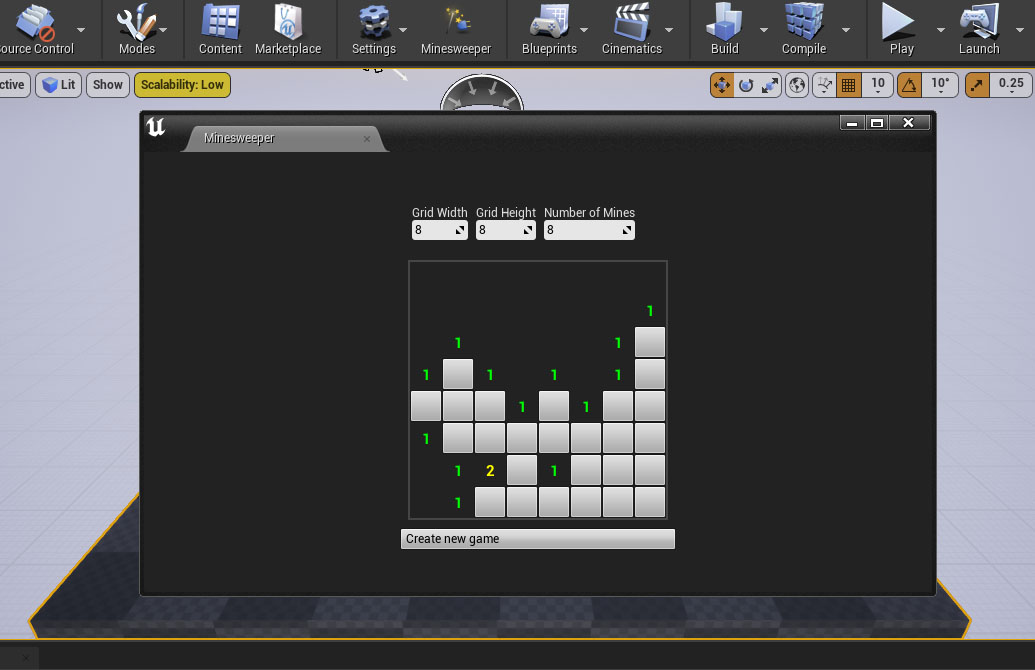 ource Control
Modes
Content
Marketplace
Settings
Minesweeper
Blueprints
Cinematics
Build
Compile
Play
Launch
ctive
Lit
Show
Scalability: Low
10
10°
0.25
Minesweeper
Grid Width
Grid Height
Number of Mines
8
8
8
1
1 1
1 1 1 1
1 1
1
1 2 1
1
Create new game